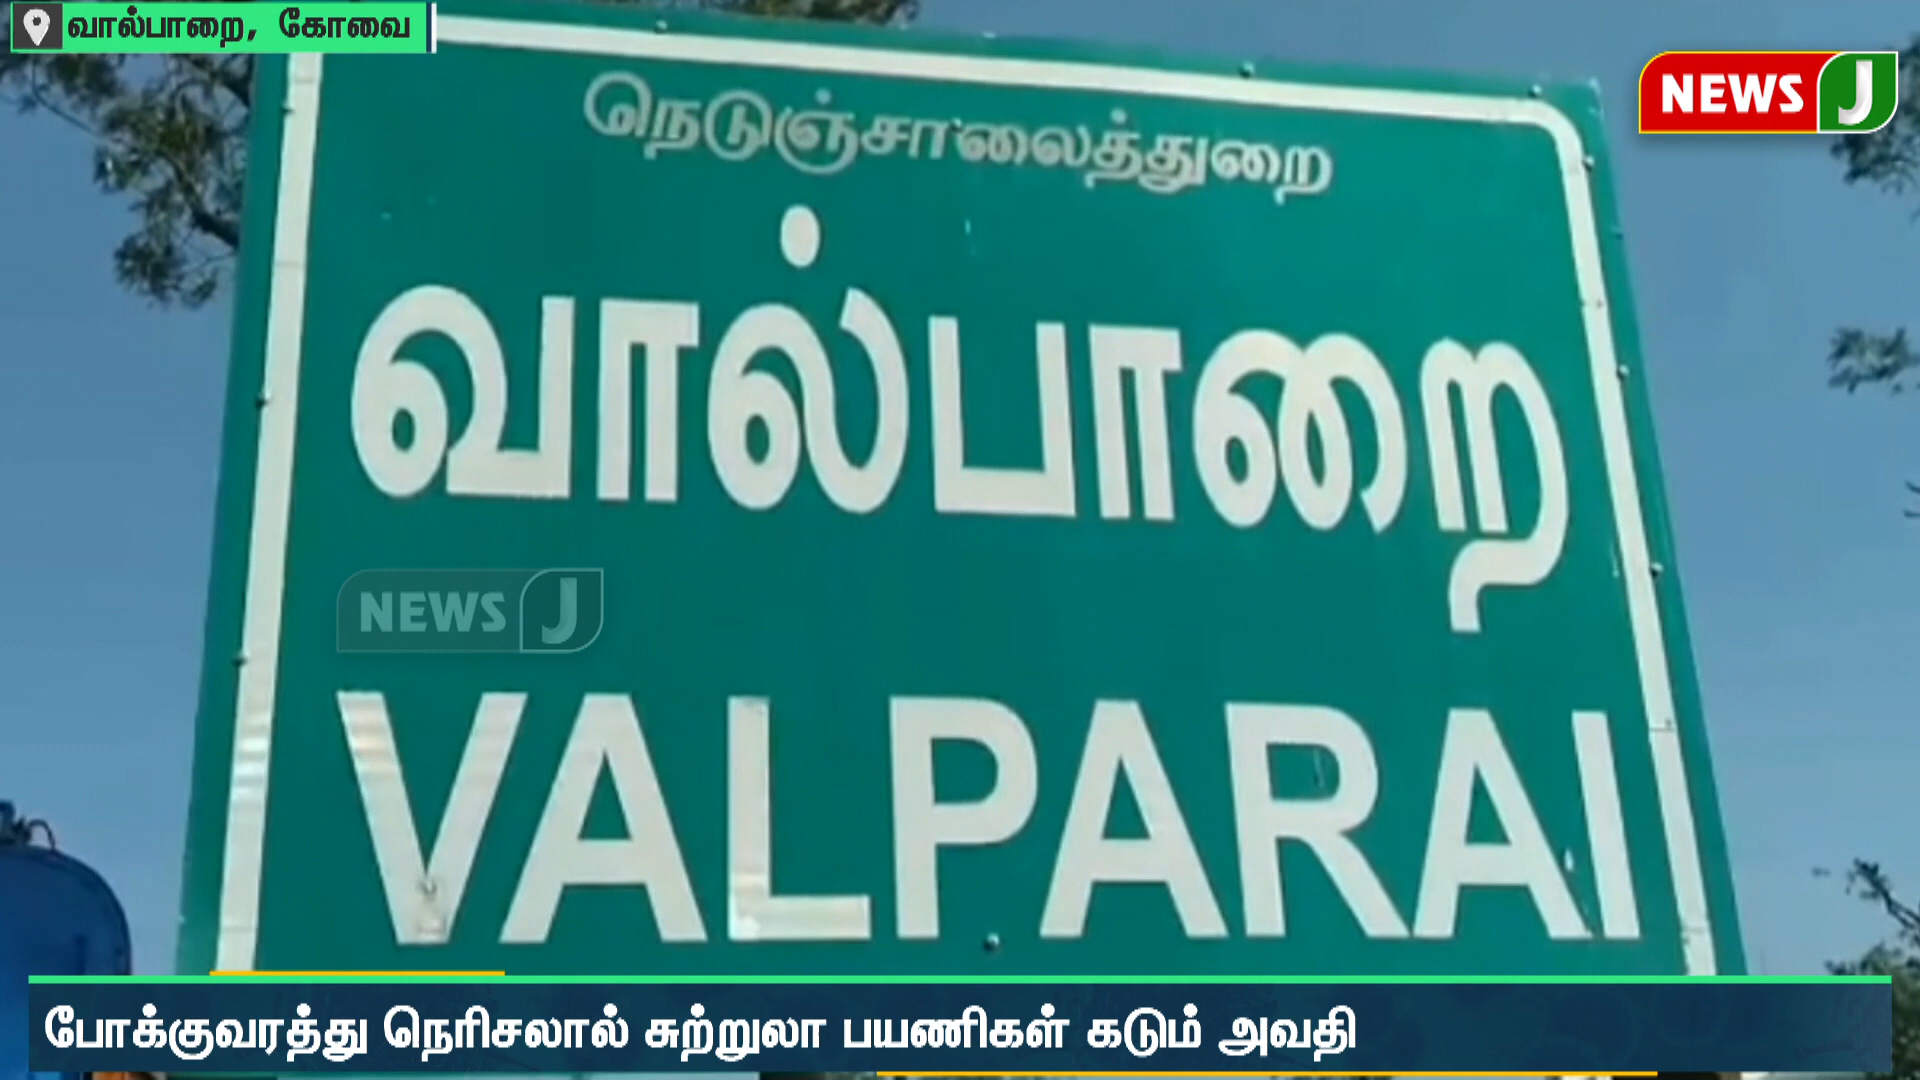 வால்பாறை, கோவை
NEWS J
நெடுஞ்சாலைத்துறை
வால்பாறை
NEWS J
VALPARAI
போக்குவரத்து நெரிசலால் சுற்றுலா பயணிகள் கடும் அவதி